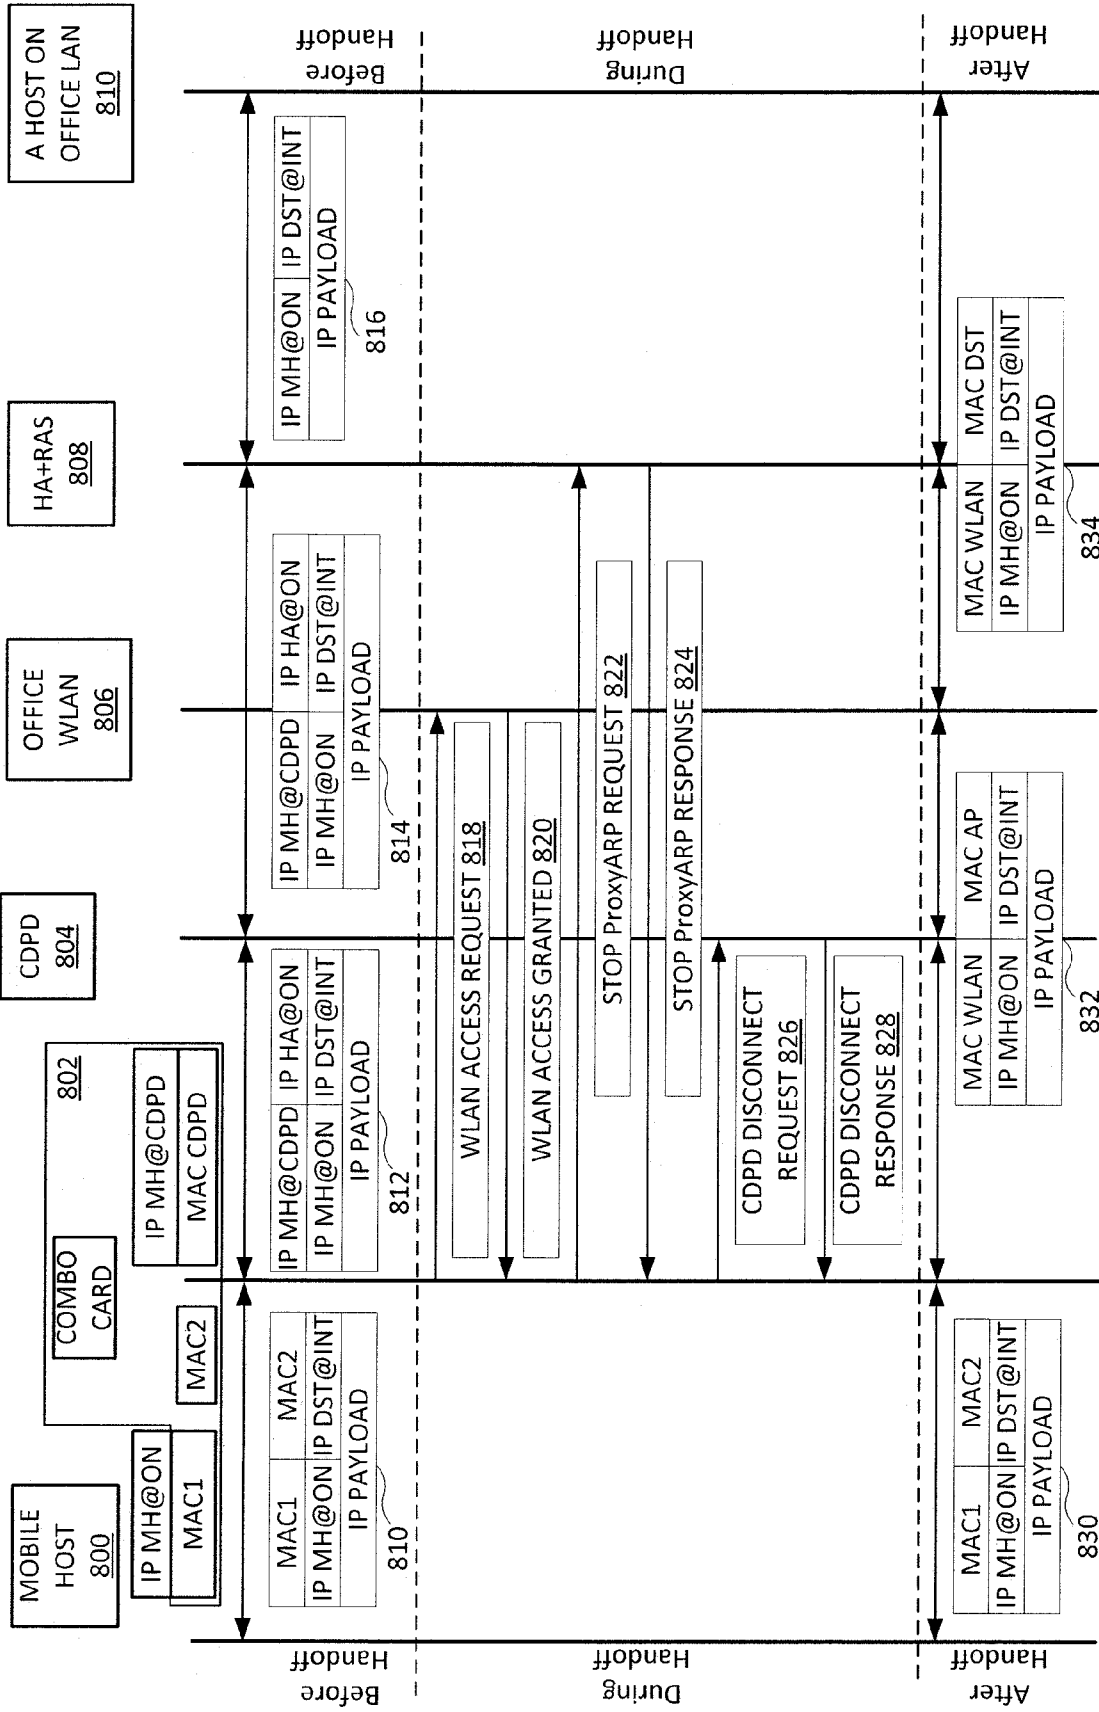 MOBILE
HOST
800
IP MH@ON
MAC1
MAC2
COMBO
CARD
802
IP MH@CDPD
MAC CDPD
CDPD
804
OFFICE
WLAN
806
HA+RAS
808
A HOST ON
OFFICE LAN
810
Before
Handoff
MAC1 MAC2
IP MH@ON IP DST@INT
IP PAYLOAD
810
IP MH@CDPD IP HA@ON
IP MH@ON IP DST@INT
IP PAYLOAD
812
IP MH@CDPD IP HA@ON
IP MH@ON IP DST@INT
IP PAYLOAD
814
IP MH@ON IP DST@INT
IP PAYLOAD
816
Before
Handoff
During
Handoff
WLAN ACCESS REQUEST 818
WLAN ACCESS GRANTED 820
STOP ProxyARP REQUEST 822
STOP ProxyARP RESPONSE 824
CDPD DISCONNECT
REQUEST 826
CDPD DISCONNECT
RESPONSE 828
During
Handoff
After
Handoff
MAC1 MAC2
IP MH@ON IP DST@INT
IP PAYLOAD
830
MAC WLAN MAC AP
IP MH@ON IP DST@INT
IP PAYLOAD
832
MAC WLAN MAC DST
IP MH@ON IP DST@INT
IP PAYLOAD
834
After
Handoff